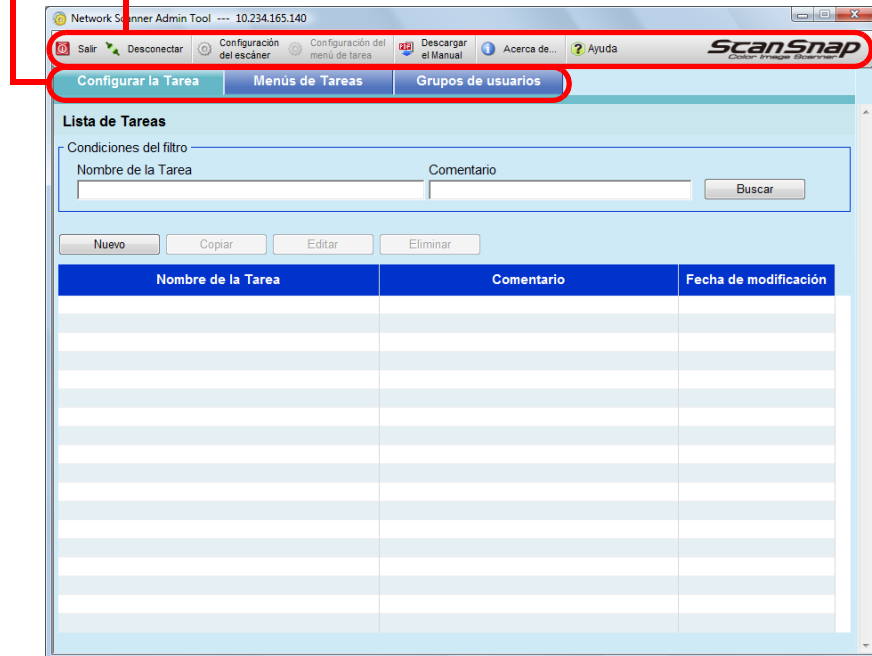 Network Scanner Admin Tool --- 10.234.165.140
Salir Desconectar Configuración del escáner Configuración del menú de tarea Descargar el Manual Acerca de... Ayuda ScanSnap Color Image Scanner
Configurar la Tarea Menús de Tareas Grupos de usuarios
Lista de Tareas
Condiciones del filtro
Nombre de la Tarea Comentario
Buscar
Nuevo Copiar Editar Eliminar
Nombre de la Tarea Comentario Fecha de modificación